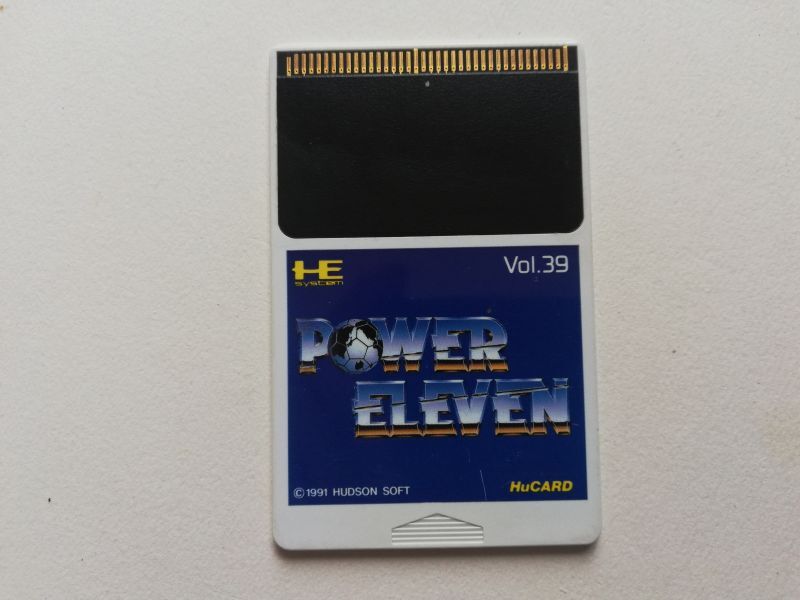 HE
system
Vol.39
POWER
ELEVEN
©1991 HUDSON SOFT
HuCARD